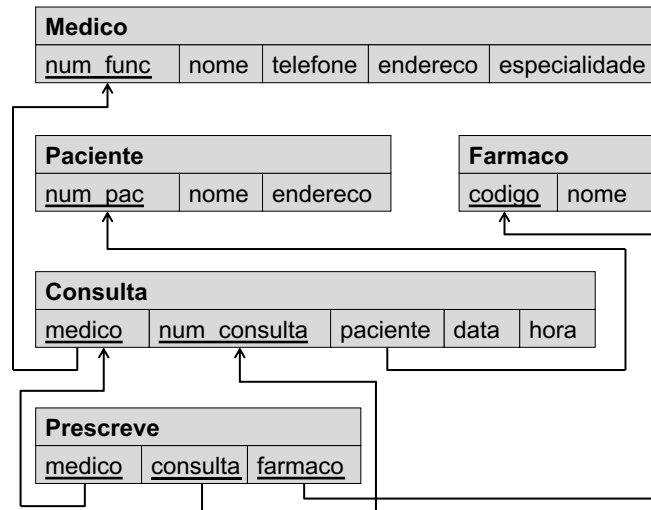 Medico
num_func nome telefone endereco especialidade
Paciente
num_pac nome endereco
Farmaco
codigo nome
Consulta
medico num_consulta paciente data hora
Prescreve
medico consulta farmaco